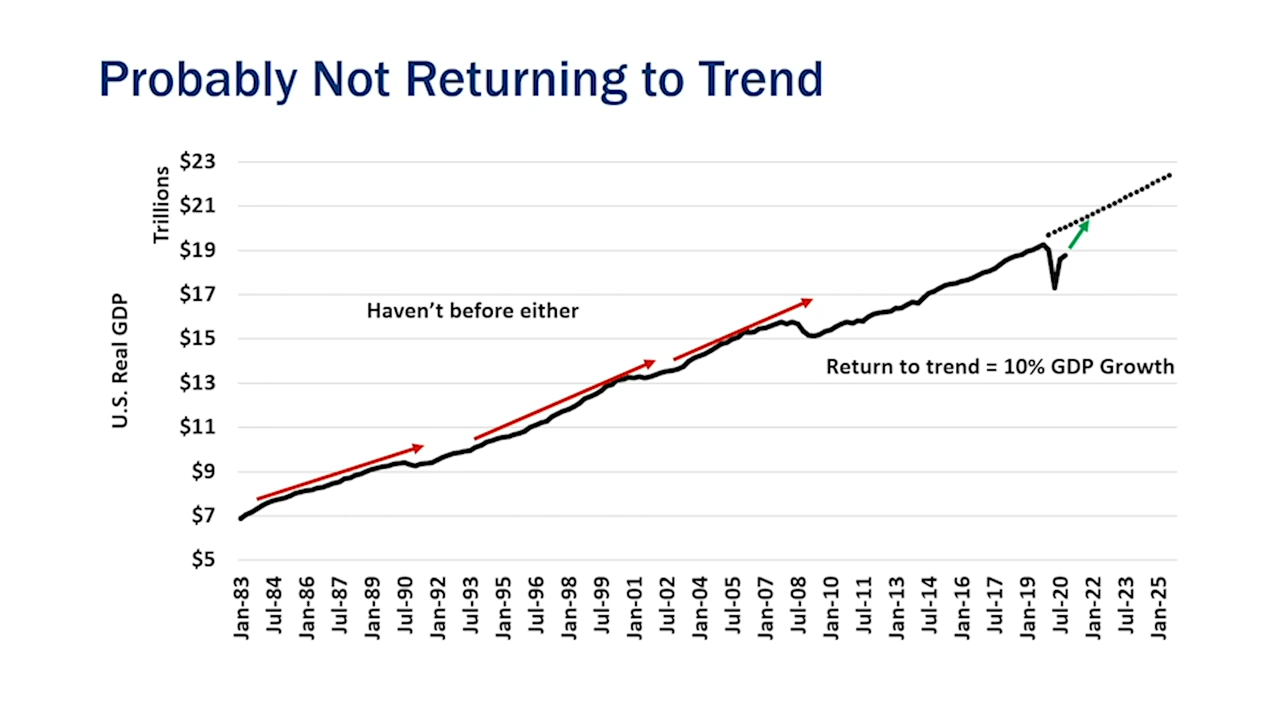 Probably Not Returning to Trend
Trillions
U.S. Real GDP
$23
$21
$19
$17
$15
$13
$11
$9
$7
$5
Haven’t before either
Return to trend = 10% GDP Growth
Jan-83
Jul-84
Jan-86
Jul-87
Jan-89
Jul-90
Jan-92
Jul-93
Jan-95
Jul-96
Jan-98
Jul-99
Jan-01
Jul-02
Jan-04
Jul-05
Jan-07
Jul-08
Jan-10
Jul-11
Jan-13
Jul-14
Jan-16
Jul-17
Jan-19
Jul-20
Jan-22
Jul-23
Jan-25